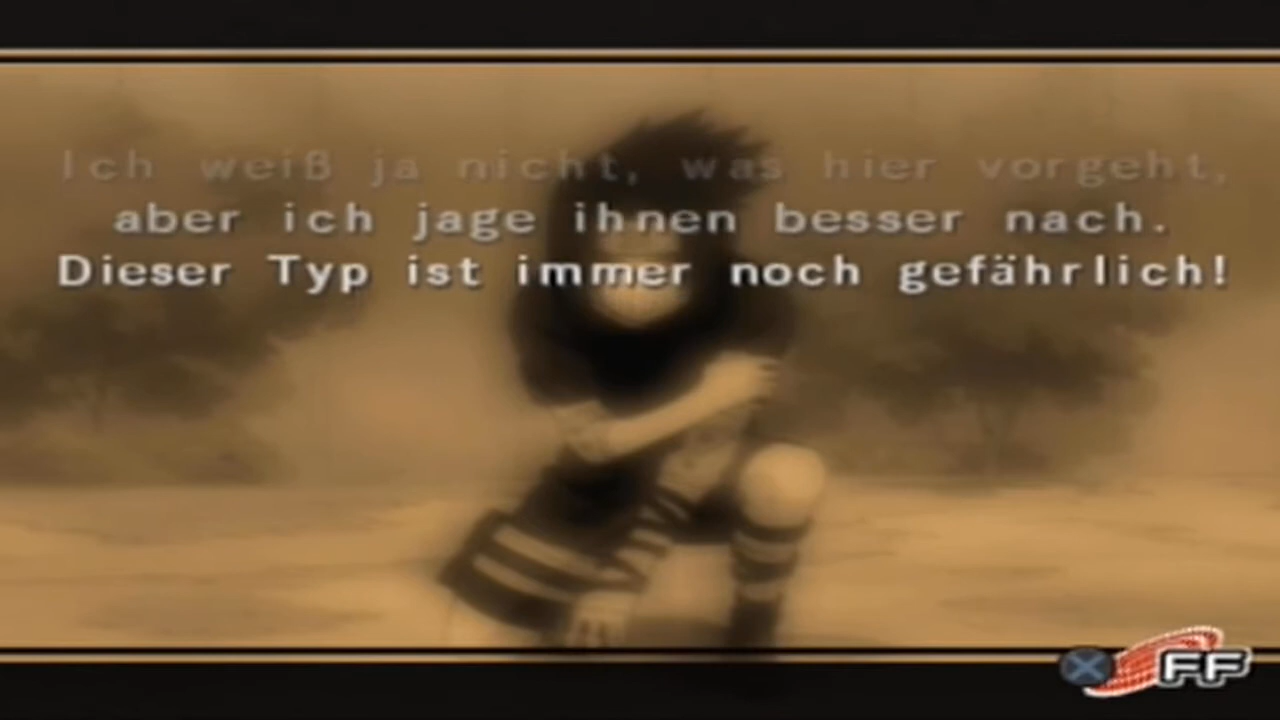 Ich weiß ja nicht, was hier vorgeht,
aber ich jage ihnen besser nach.
Dieser Typ ist immer noch gefährlich!
FF